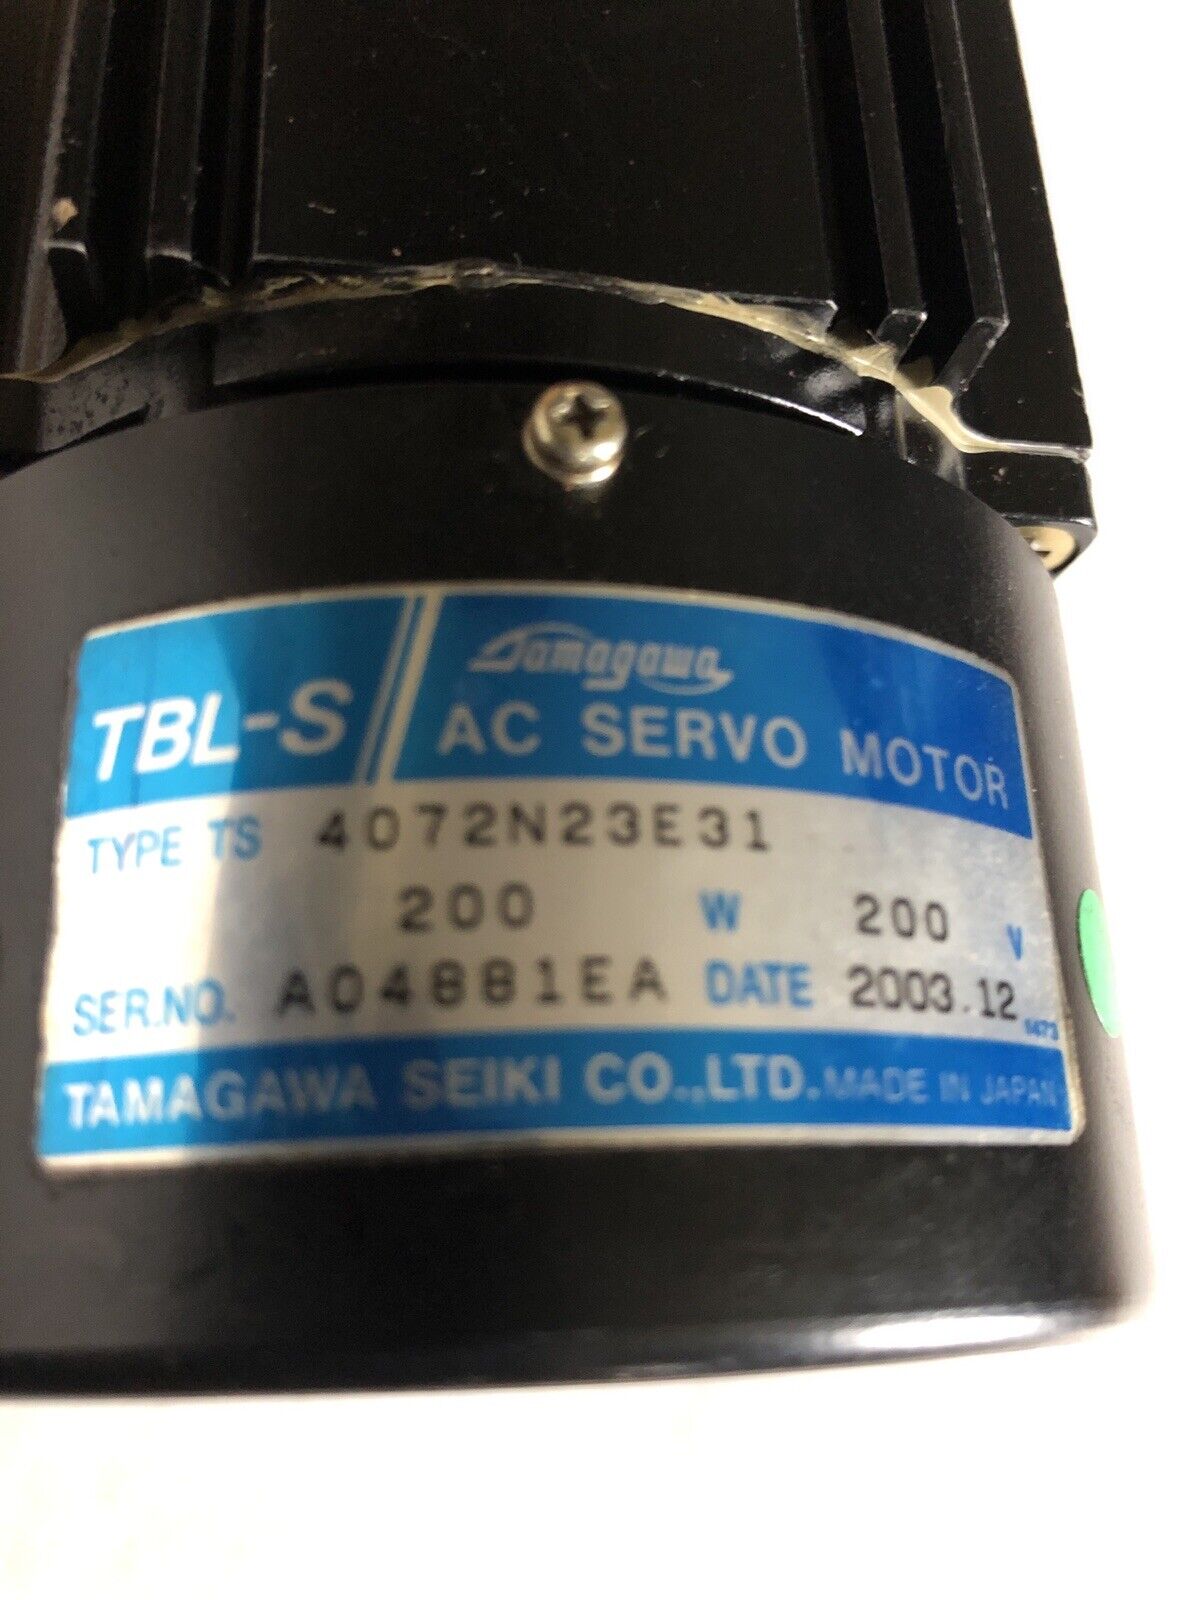 TBL-S Tamagawa
AC SERVO MOTOR
TYPE TS 4072N23E31
200 W 200 V
SER.NO. A04881EA DATE 2003.12
TAMAGAWA SEIKI CO.,LTD. MADE IN JAPAN